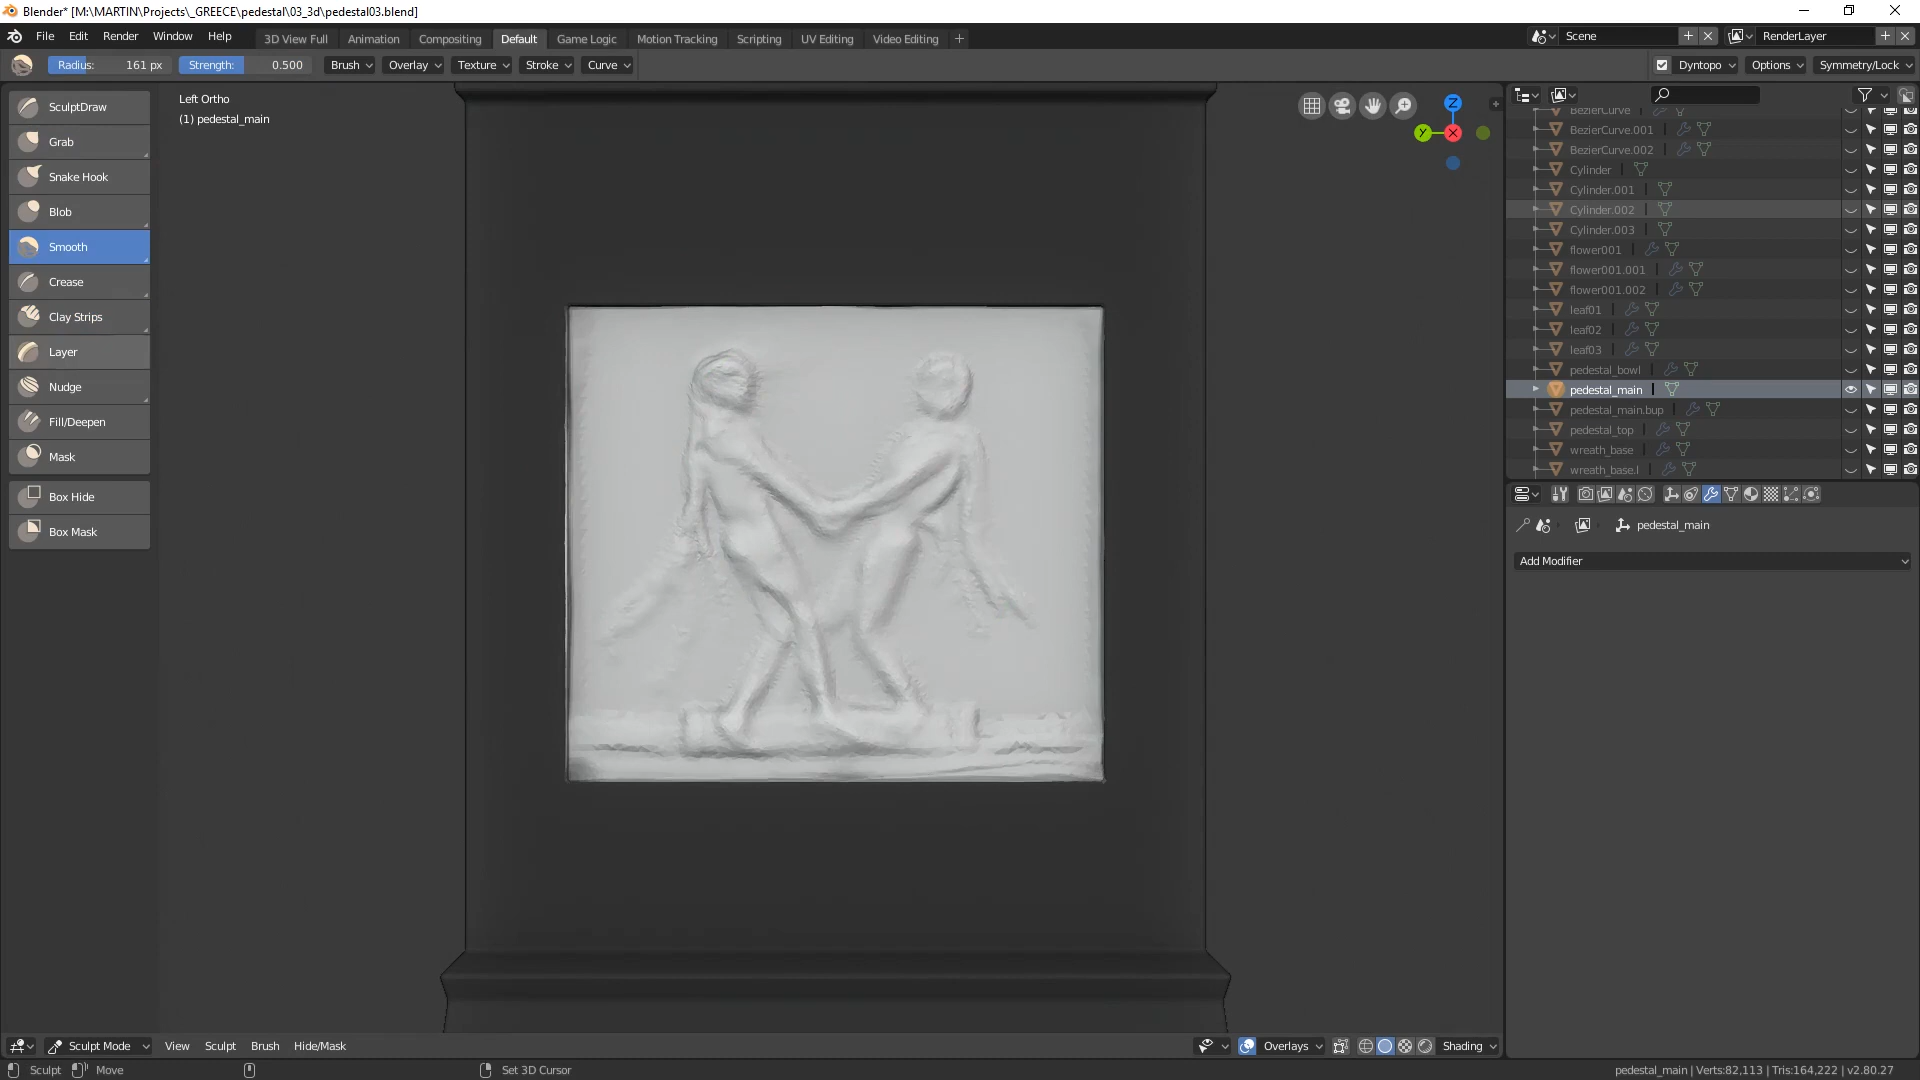 Blender* [M:\MARTIN\Projects\_GREECE\pedestal\03_3d\pedestal03.blend]
File Edit Render Window Help 3D View Full Animation Compositing Default Game Logic Motion Tracking Scripting UV Editing Video Editing + Scene RenderLayer
Radius: 161 px Strength: 0.500 Brush Overlay Texture Stroke Curve Dyntopo Options Symmetry/Lock
Left Ortho
(1) pedestal_main
SculptDraw
Grab
Snake Hook
Blob
Smooth
Crease
Clay Strips
Layer
Nudge
Fill/Deepen
Mask
Box Hide
Box Mask
Z
Y
X
BezierCurve
BezierCurve.001
BezierCurve.002
Cylinder
Cylinder.001
Cylinder.002
Cylinder.003
flower001
flower001.001
flower001.002
leaf01
leaf02
leaf03
pedestal_bowl
pedestal_main
pedestal_main.bup
pedestal_top
wreath_base
wreath_base.l
pedestal_main
Add Modifier
Sculpt Mode View Sculpt Brush Hide/Mask Overlays Shading
Sculpt Move Set 3D Cursor pedestal_main | Verts:82,113 | Tris:164,222 | v2.80.27